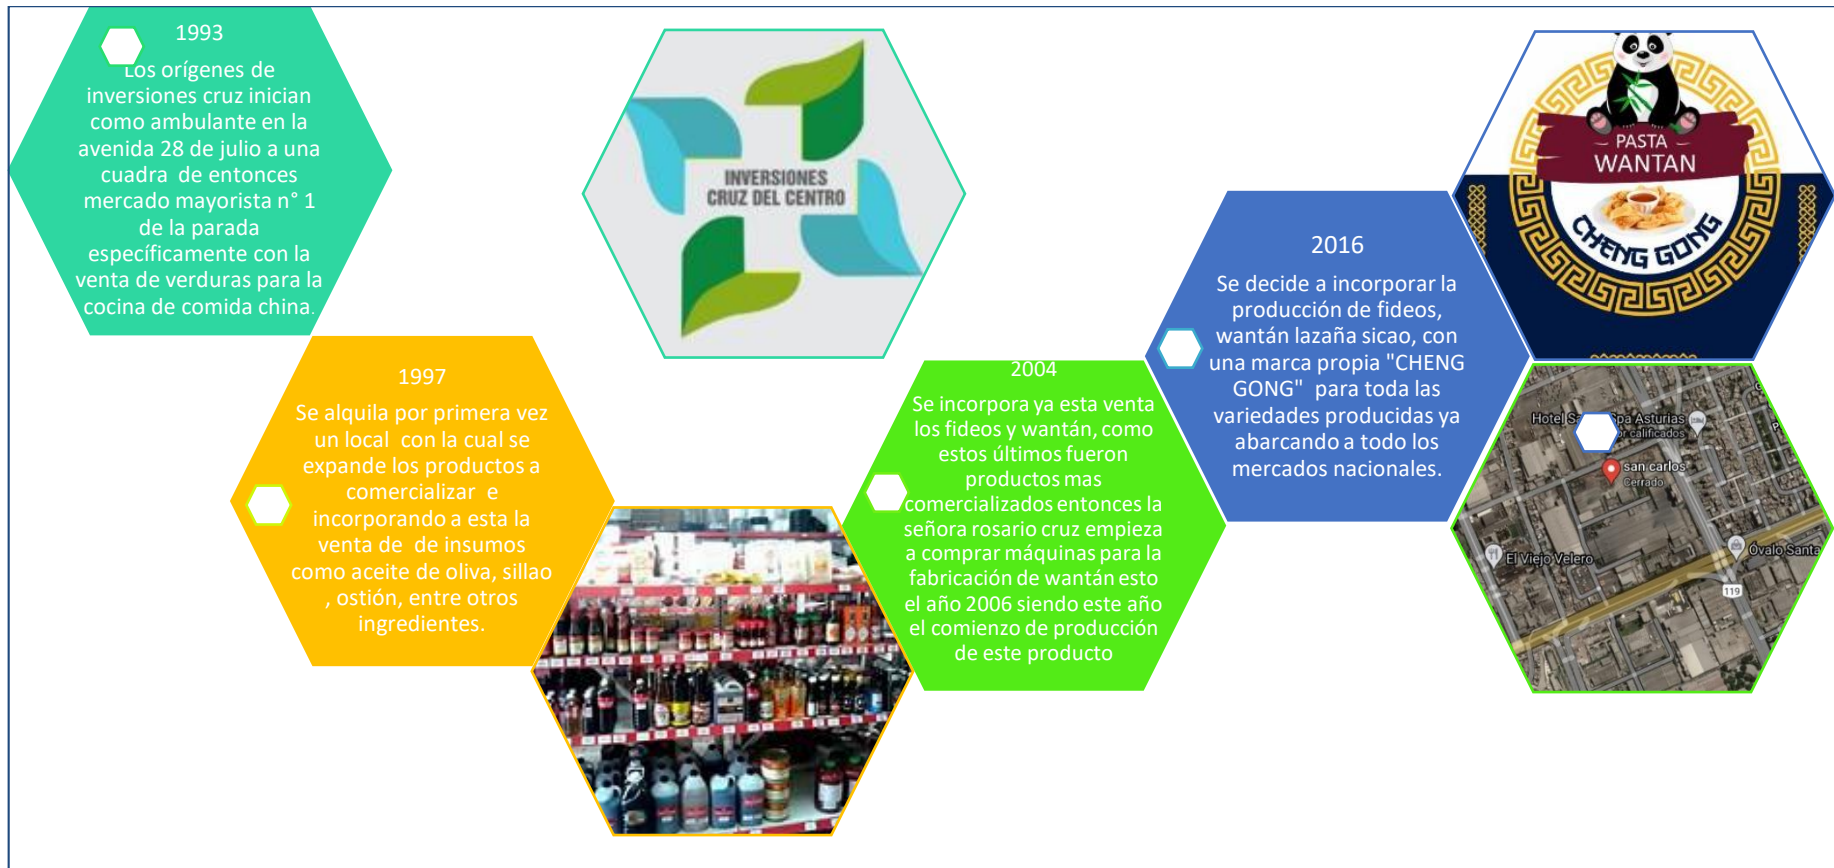 1993
Los orígenes de
inversiones cruz inician
como ambulante en la
avenida 28 de julio a una
cuadra de entonces
mercado mayorista n° 1
de la parada
específicamente con la
venta de verduras para la
cocina de comida china.
INVERSIONES
CRUZ DEL CENTRO
1997
Se alquila por primera vez
un local con la cual se
expande los productos a
comercializar e
incorporando a esta la
venta de de insumos
como aceite de oliva, sillao
, ostión, entre otros
ingredientes.
2004
Se incorpora ya esta venta
los fideos y wantán, como
estos últimos fueron
productos mas
comercializados entonces la
señora rosario cruz empieza
a comprar máquinas para la
fabricación de wantán esto
el año 2006 siendo este año
el comienzo de producción
de este producto
2016
Se decide a incorporar la
producción de fideos,
wantán lazaña sicao, con
una marca propia "CHENG
GONG" para toda las
variedades producidas ya
abarcando a todo los
mercados nacionales.
PASTA
WANTAN
CHENG GONG
Hotel Spa Asturias
calificados
san carlos
Cerrado
El Viejo Velero
Óvalo Santa
119